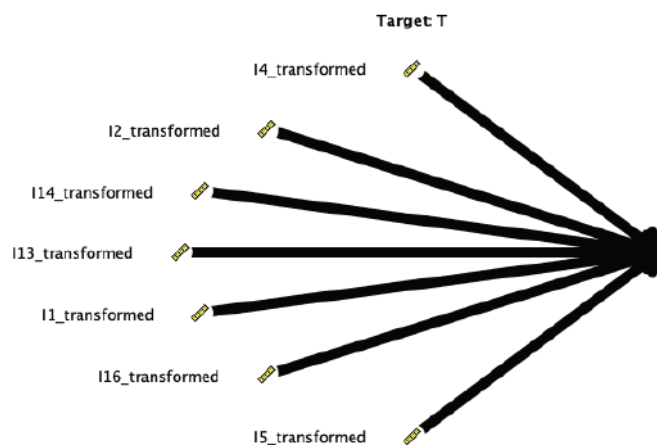 Target: T
I4_transformed
I2_transformed
I14_transformed
I13_transformed
I1_transformed
I16_transformed
I5_transformed